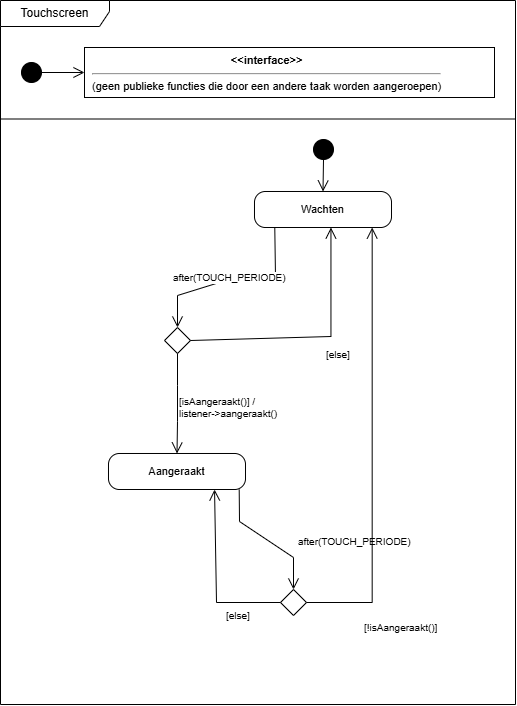 Touchscreen
<<interface>>
(geen publieke functies die door een andere taak worden aangeroepen)
Wachten
after(TOUCH_PERIODE)
[else]
[isAangeraakt()] /
listener->aangeraakt()
Aangeraakt
after(TOUCH_PERIODE)
[else]
[!isAangeraakt()]